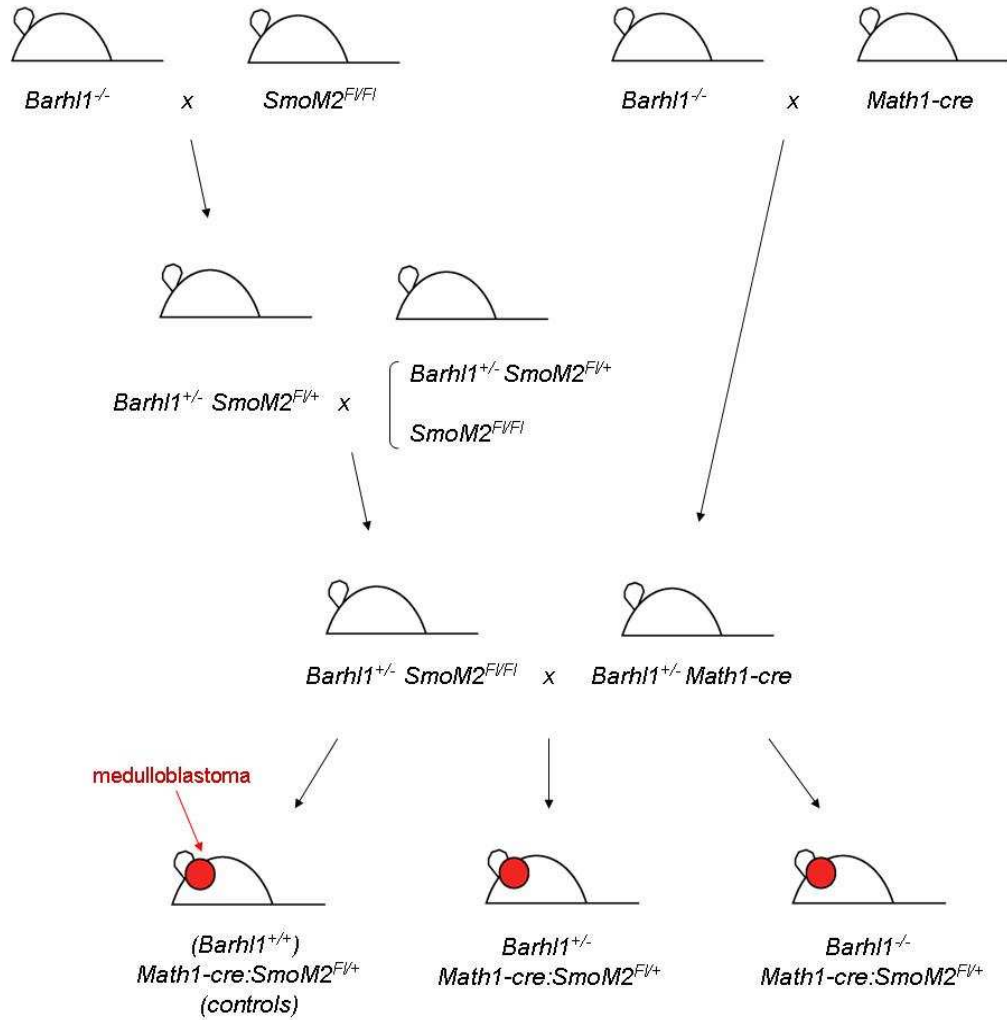 Barhl1-/- x SmoM2Fl/Fl Barhl1-/- x Math1-cre
Barhl1+/- SmoM2Fl/+ x
Barhl1+/- SmoM2Fl/+
SmoM2Fl/Fl
Barhl1+/- SmoM2Fl/Fl x Barhl1+/- Math1-cre
medulloblastoma
(Barhl1+/+)
Math1-cre:SmoM2Fl/+
(controls)
Barhl1+/-
Math1-cre:SmoM2Fl/+
Barhl1-/-
Math1-cre:SmoM2Fl/+